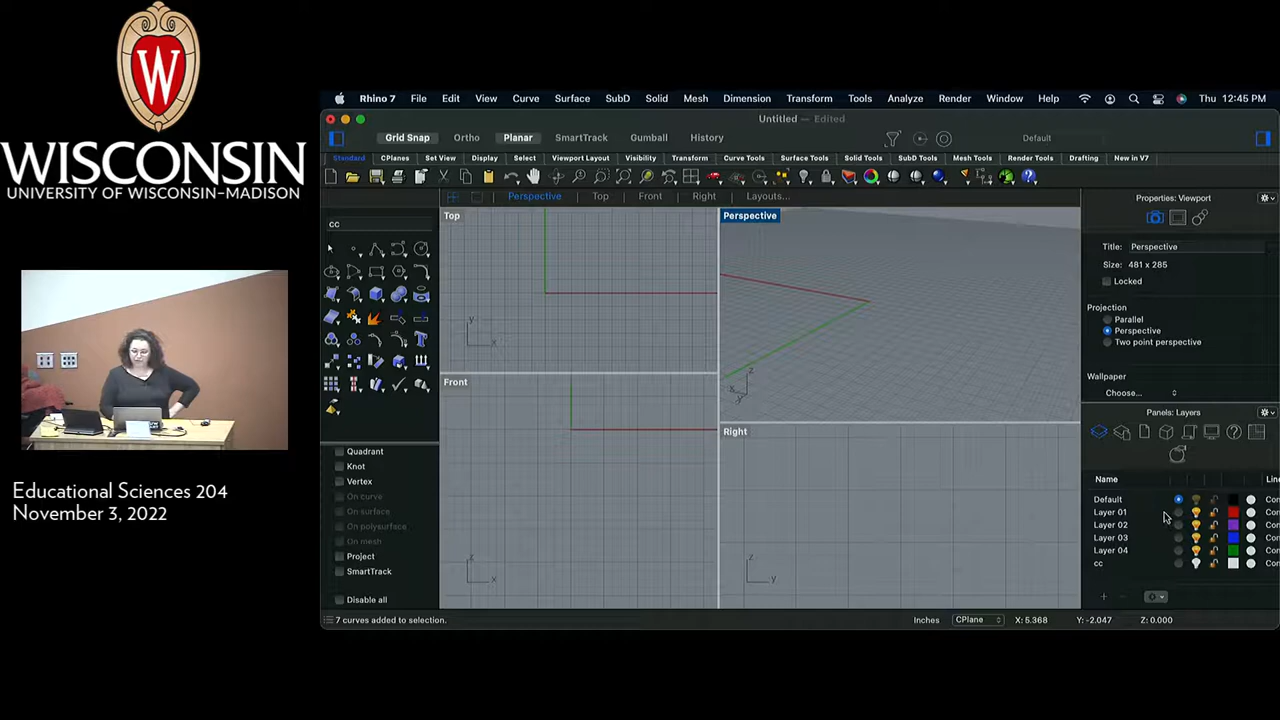 W
WISCONSIN
UNIVERSITY OF WISCONSIN-MADISON
Educational Sciences 204
November 3, 2022
Rhino 7 File Edit View Curve Surface SubD Solid Mesh Dimension Transform Tools Analyze Render Window Help Thu 12:45 PM
Untitled — Edited
Grid Snap Ortho Planar SmartTrack Gumball History Default
Standard CPlanes Set View Display Select Viewport Layout Visibility Transform Curve Tools Surface Tools Solid Tools SubD Tools Mesh Tools Render Tools Drafting New in V7
Perspective Top Front Right Layouts...
cc
Quadrant
Knot
Vertex
On curve
On surface
On polysurface
On mesh
Project
SmartTrack
Disable all
Top
y
x
Perspective
z
x
y
Front
z
x
Right
z
y
Properties: Viewport
Title: Perspective
Size: 481 x 285
Locked
Projection
Parallel
Perspective
Two point perspective
Wallpaper
Choose...
Panels: Layers
Name Line
Default Con
Layer 01 Con
Layer 02 Con
Layer 03 Con
Layer 04 Con
cc Con
7 curves added to selection. Inches CPlane X: 5.368 Y: -2.047 Z: 0.000